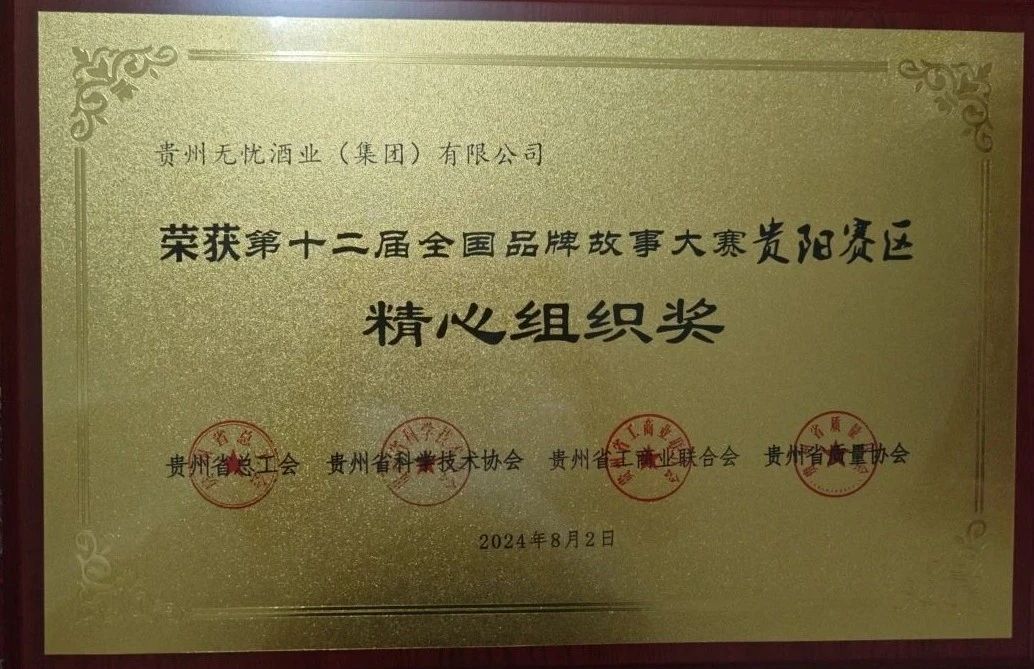 贵州无忧酒业（集团）有限公司
荣获第十二届全国品牌故事大赛贵阳赛区
精心组织奖
贵州省总工会 贵州省科学技术协会 贵州省工商业联合会 贵州省质量协会
2024年8月2日